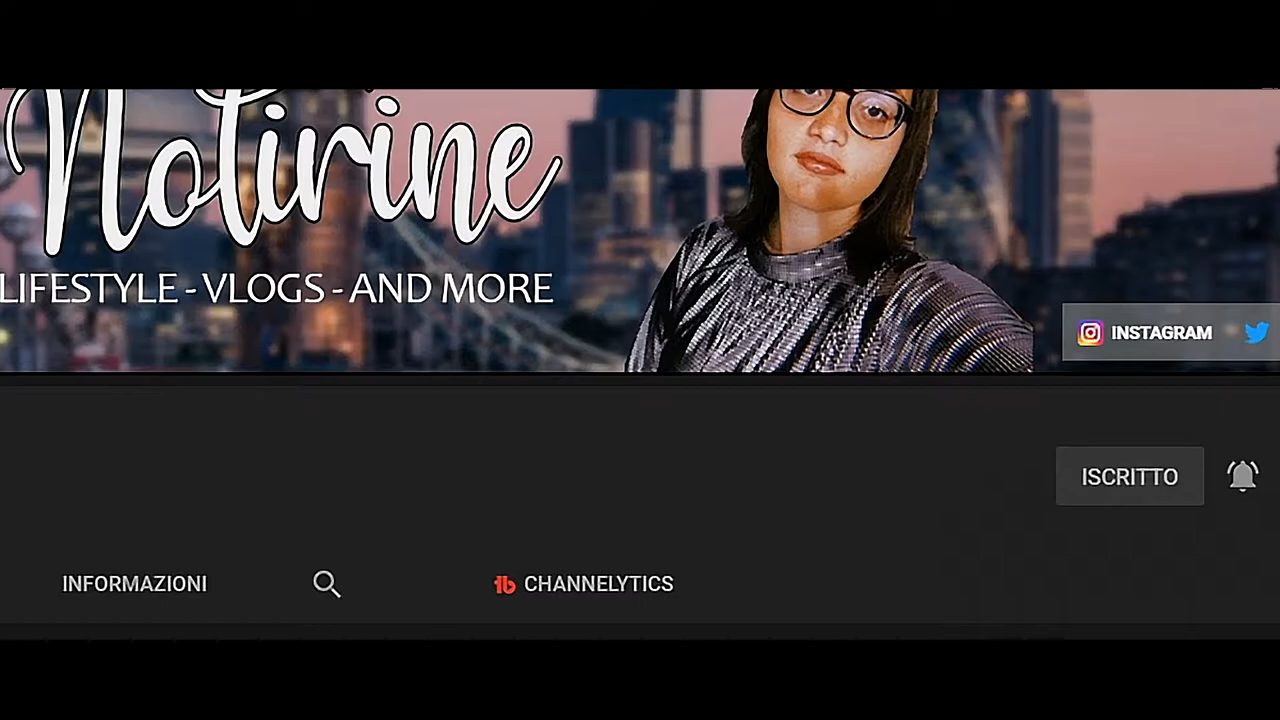 Notirine
LIFESTYLE - VLOGS - AND MORE
INSTAGRAM
ISCRITTO
INFORMAZIONI
CHANNELYTICS